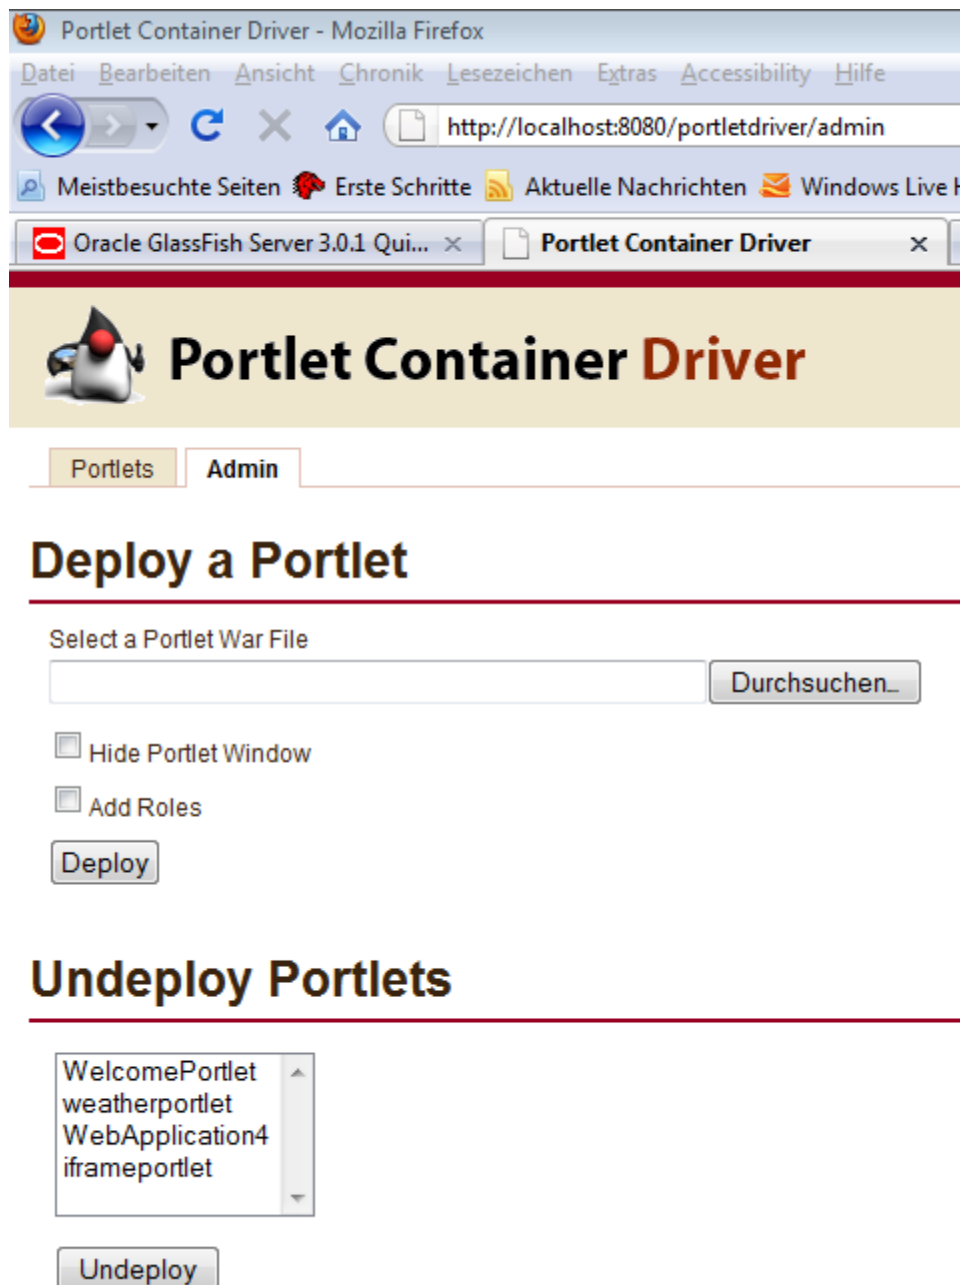 Portlet Container Driver - Mozilla Firefox
Datei Bearbeiten Ansicht Chronik Lesezeichen Extras Accessibility Hilfe
http://localhost:8080/portletdriver/admin
Meistbesuchte Seiten Erste Schritte Aktuelle Nachrichten Windows Live
Oracle GlassFish Server 3.0.1 Qui... Portlet Container Driver
Portlet Container Driver
Portlets Admin
Deploy a Portlet
Select a Portlet War File
Durchsuchen...
Hide Portlet Window
Add Roles
Deploy
Undeploy Portlets
WelcomePortlet
weatherportlet
WebApplication4
iframeportlet
Undeploy